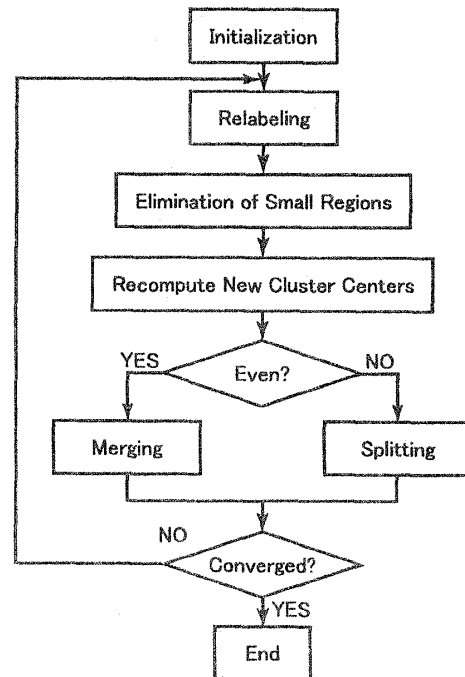 Initialization
Relabeling
Elimination of Small Regions
Recompute New Cluster Centers
YES
Even?
NO
Merging
Splitting
NO
Converged?
YES
End